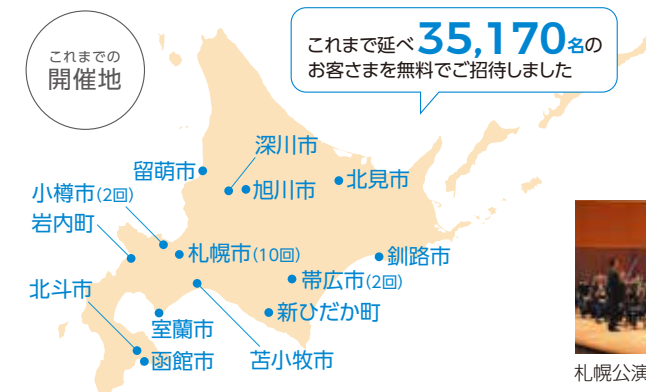 これまでの
開催地
これまで延べ35,170名の
お客さまを無料でご招待しました
深川市
留萌市
旭川市
北見市
小樽市(2回)
岩内町
札幌市(10回)
釧路市
帯広市(2回)
北斗市
新ひだか町
室蘭市
函館市
苫小牧市
札幌公演